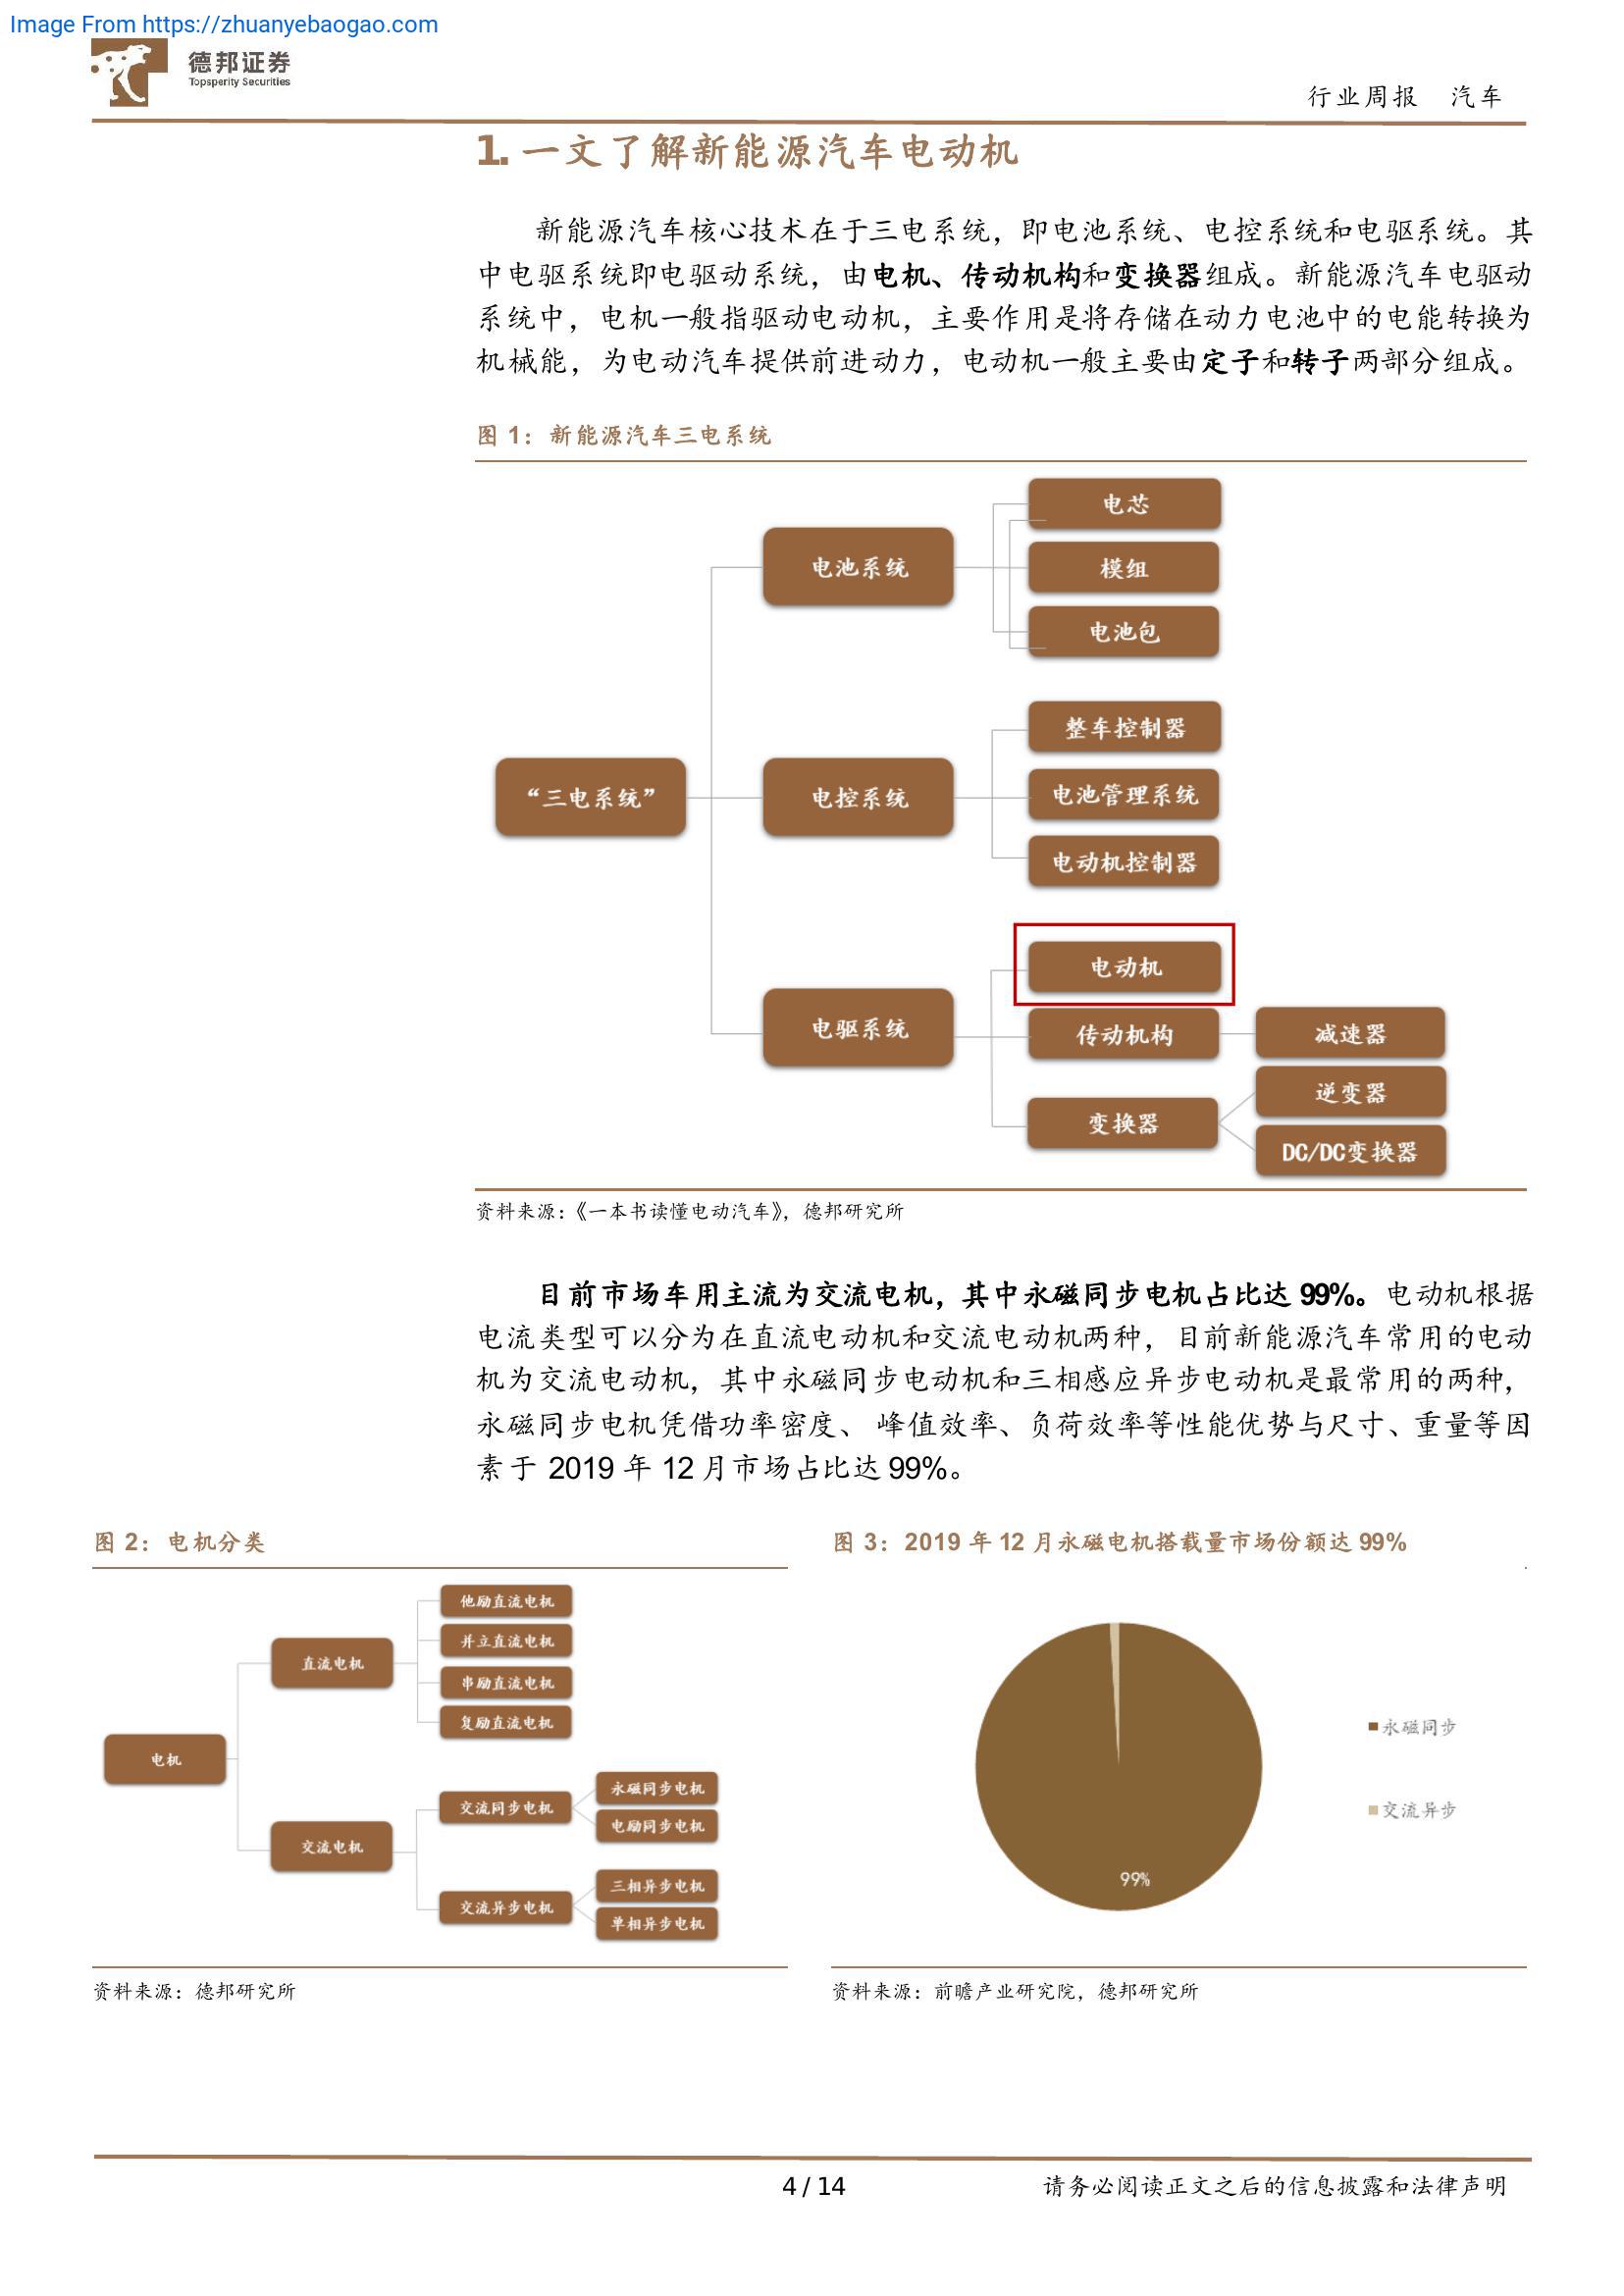 Image From https://zhuanyebaogao.com
德邦证券
Topsperity Securities
行业周报 汽车
1. 一文了解新能源汽车电动机
新能源汽车核心技术在于三电系统，即电池系统、电控系统和电驱系统。其
中电驱系统即电驱动系统，由电机、传动机构和变换器组成。新能源汽车电驱动
系统中，电机一般指驱动电动机，主要作用是将存储在动力电池中的电能转换为
机械能，为电动汽车提供前进动力，电动机一般主要由定子和转子两部分组成。
图 1：新能源汽车三电系统
“三电系统”
电池系统
电芯
模组
电池包
电控系统
整车控制器
电池管理系统
电动机控制器
电驱系统
电动机
传动机构
减速器
变换器
逆变器
DC/DC变换器
资料来源：《一本书读懂电动汽车》，德邦研究所
目前市场车用主流为交流电机，其中永磁同步电机占比达 99%。电动机根据
电流类型可以分为在直流电动机和交流电动机两种，目前新能源汽车常用的电动
机为交流电动机，其中永磁同步电动机和三相感应异步电动机是最常用的两种，
永磁同步电机凭借功率密度、 峰值效率、负荷效率等性能优势与尺寸、重量等因
素于 2019 年 12 月市场占比达 99%。
图 2：电机分类
电机
直流电机
他励直流电机
并立直流电机
串励直流电机
复励直流电机
交流电机
交流同步电机
永磁同步电机
电励同步电机
交流异步电机
三相异步电机
单相异步电机
资料来源：德邦研究所
图 3：2019 年 12 月永磁电机搭载量市场份额达 99%
99%
永磁同步
交流异步
资料来源：前瞻产业研究院，德邦研究所
4 / 14
请务必阅读正文之后的信息披露和法律声明